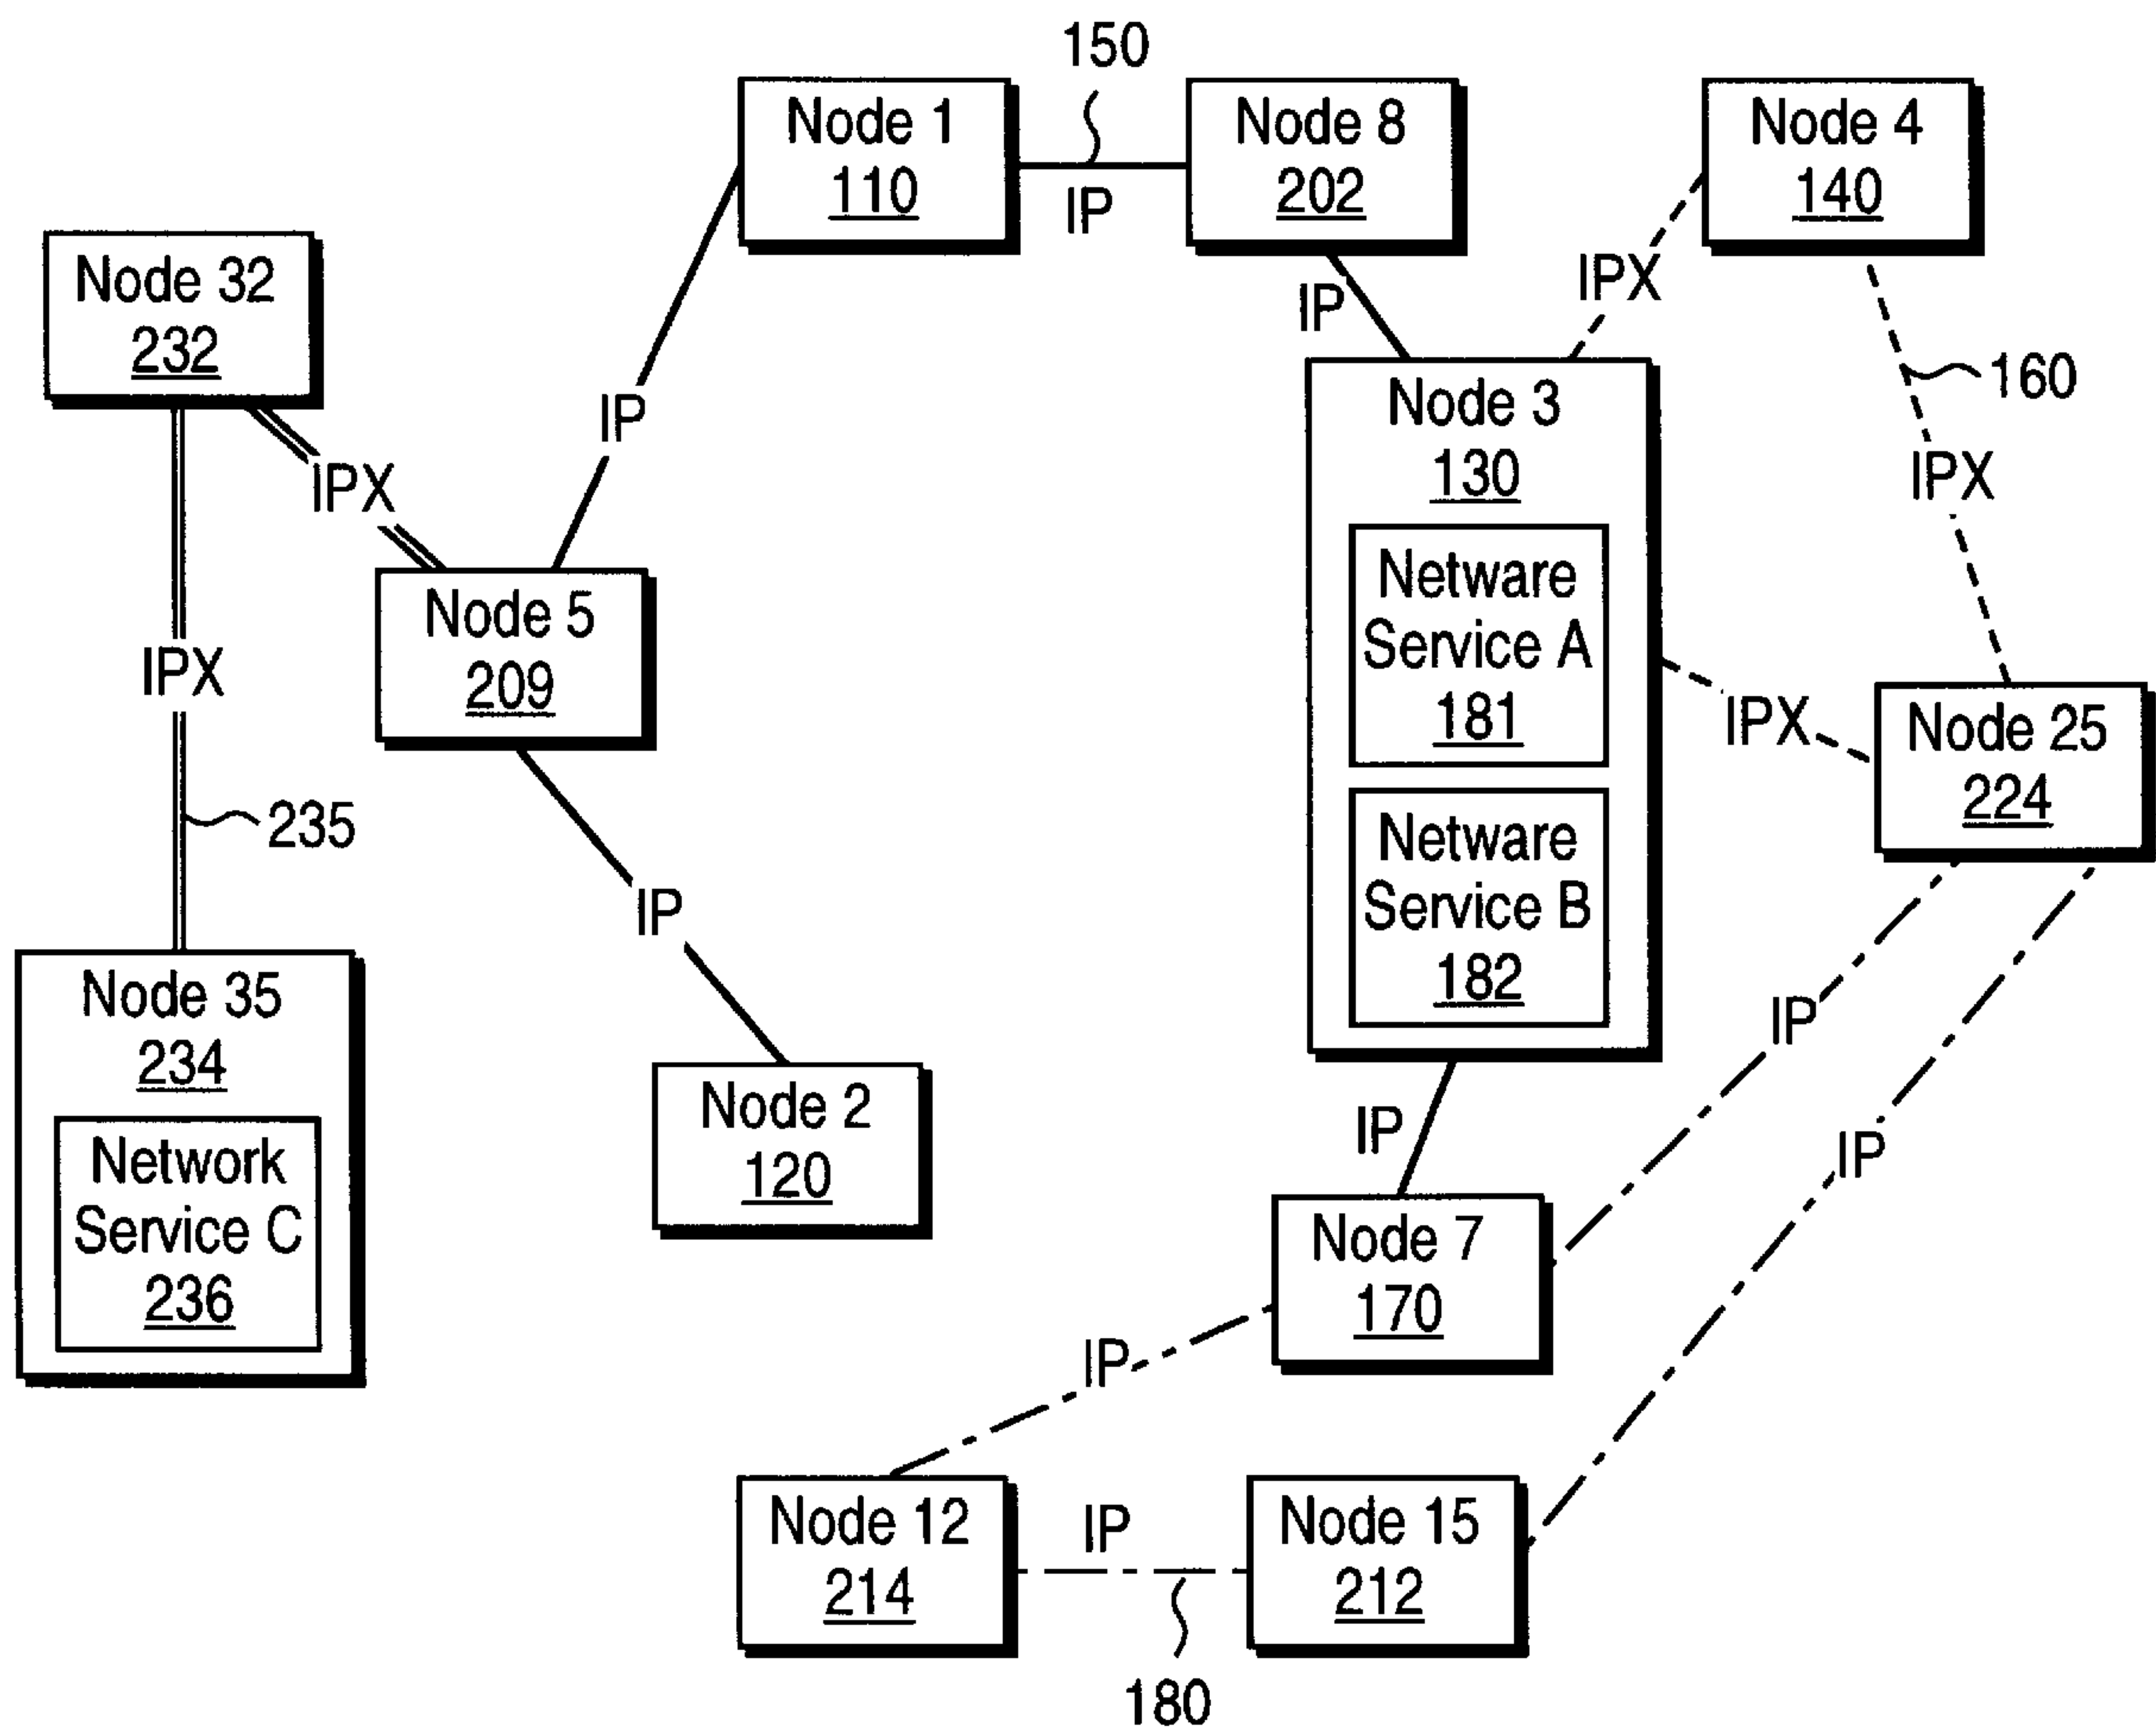 150
Node 1
110
IP
Node 8
202
Node 4
140
Node 32
232
IP
IPX
160
IP
IPX
IPX
Node 3
130
Netware
Service A
181
Netware
Service B
182
Node 5
209
IPX
IPX
Node 25
224
235
IP
Node 35
234
Network
Service C
236
Node 2
120
IP
IP
IP
Node 7
170
IP
Node 12
214
IP
Node 15
212
180